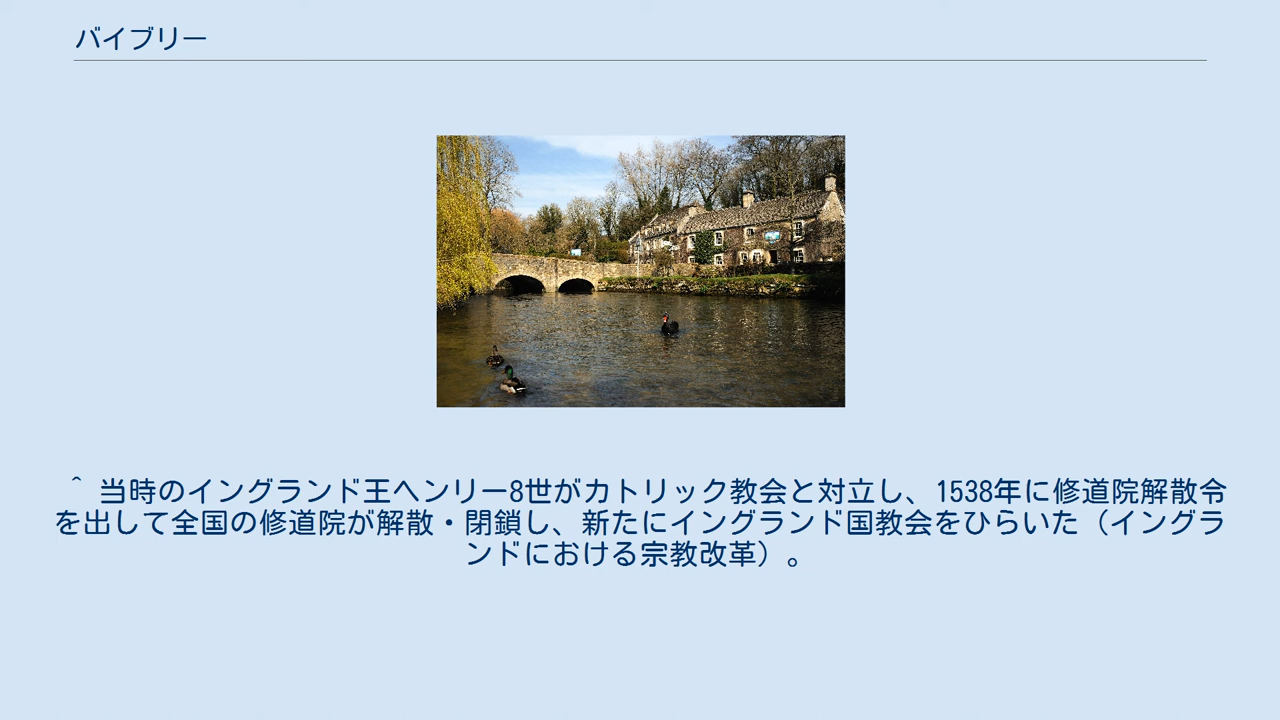 バイブリー
^ 当時のイングランド王ヘンリー8世がカトリック教会と対立し、1538年に修道院解散令
を出して全国の修道院が解散・閉鎖し、新たにイングランド国教会をひらいた（イングラ
ンドにおける宗教改革）。